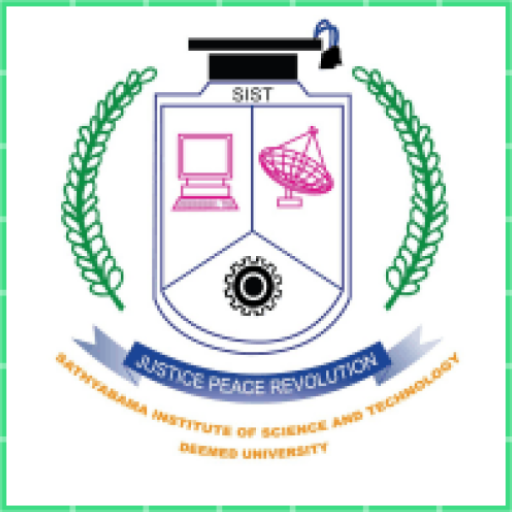 SIST
JUSTICE PEACE REVOLUTION
SATHYABAMA INSTITUTE OF SCIENCE AND TECHNOLOGY
DEEMED UNIVERSITY